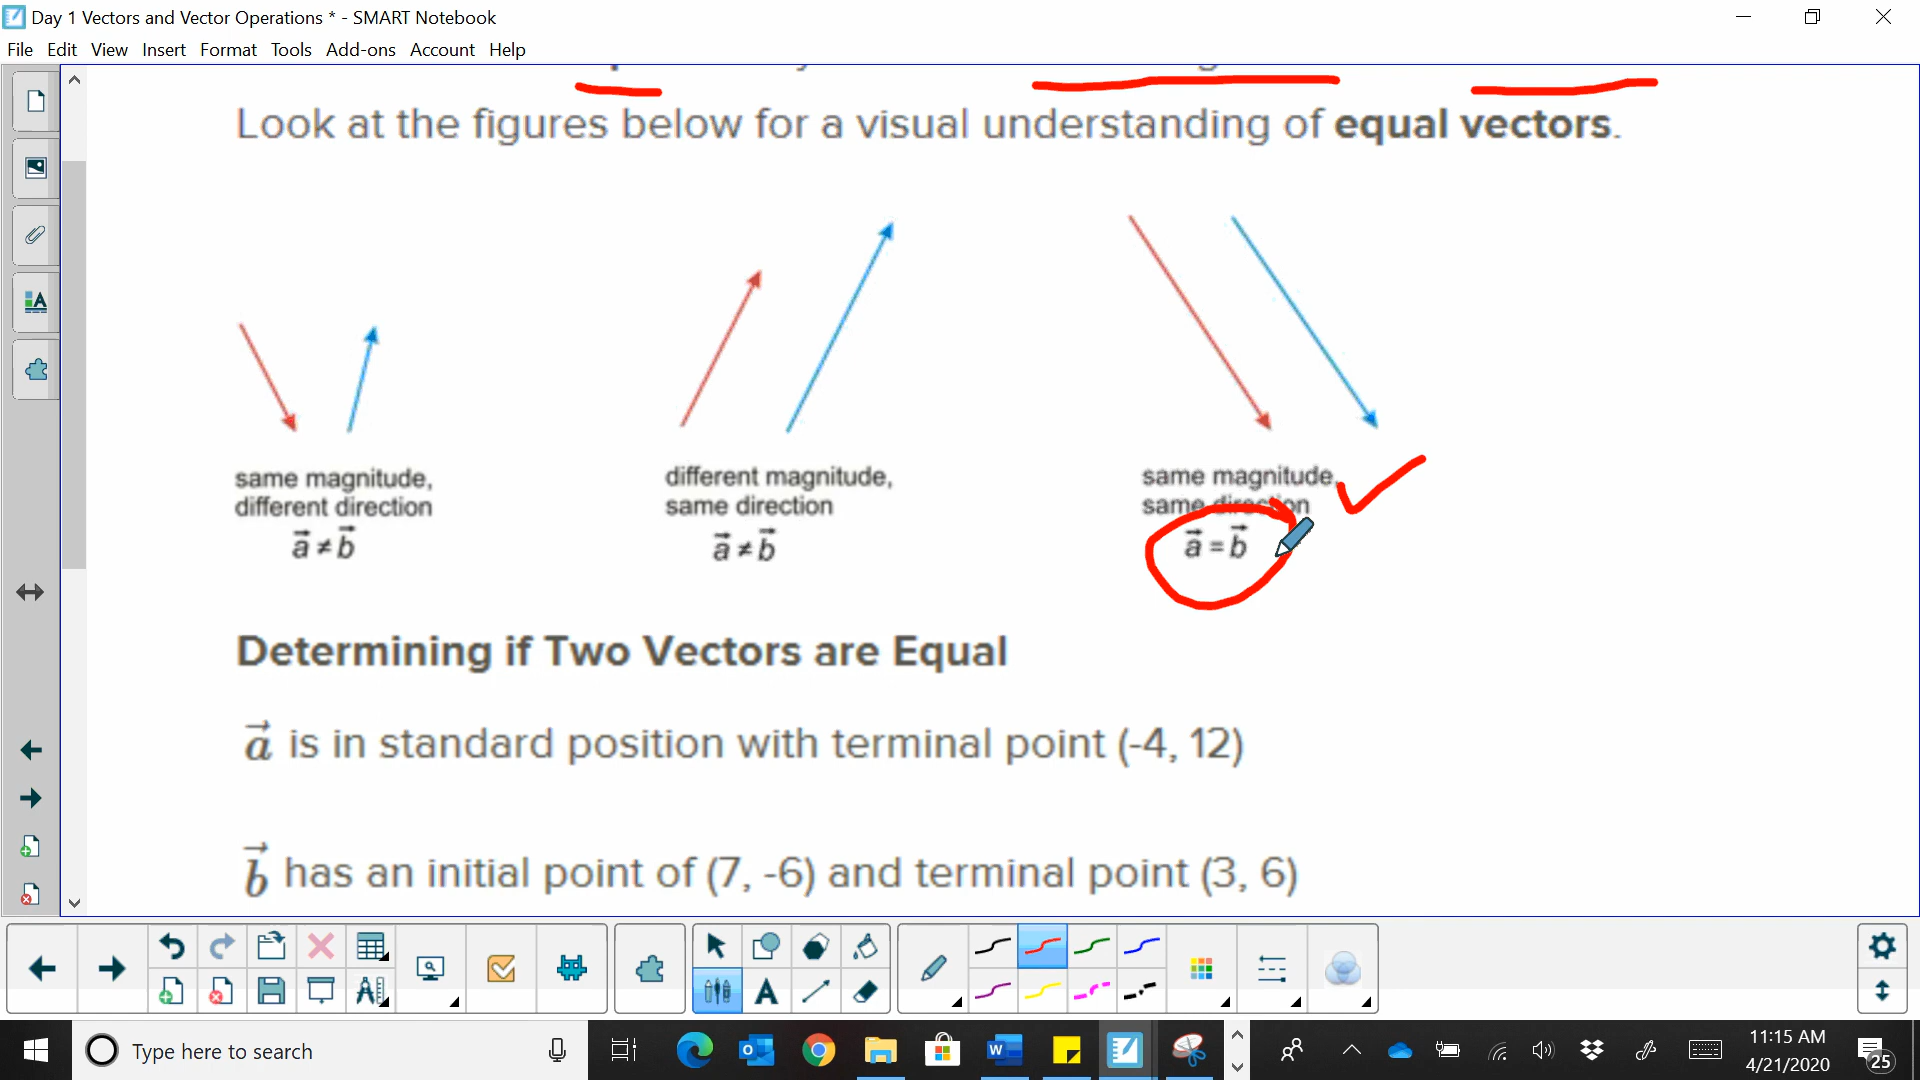 Day 1 Vectors and Vector Operations * - SMART Notebook
File Edit View Insert Format Tools Add-ons Account Help
Look at the figures below for a visual understanding of equal vectors.
same magnitude,
different direction
a⃗ ≠ b⃗
different magnitude,
same direction
a⃗ ≠ b⃗
same magnitude,
same direction
a⃗ = b⃗
Determining if Two Vectors are Equal
a⃗ is in standard position with terminal point (-4, 12)
b⃗ has an initial point of (7, -6) and terminal point (3, 6)
Type here to search
11:15 AM
4/21/2020
25